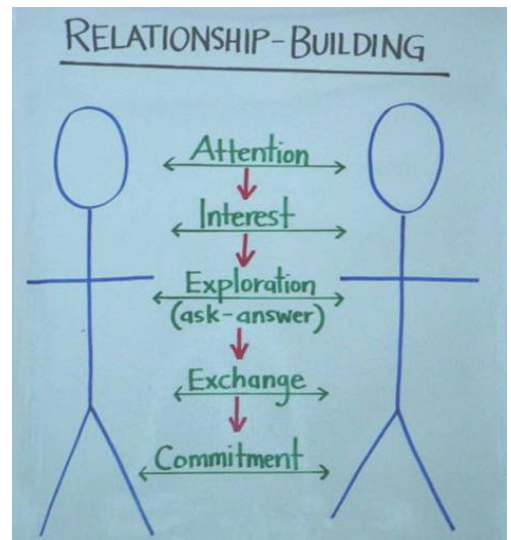 RELATIONSHIP-BUILDING
Attention
Interest
Exploration
(ask-answer)
Exchange
Commitment